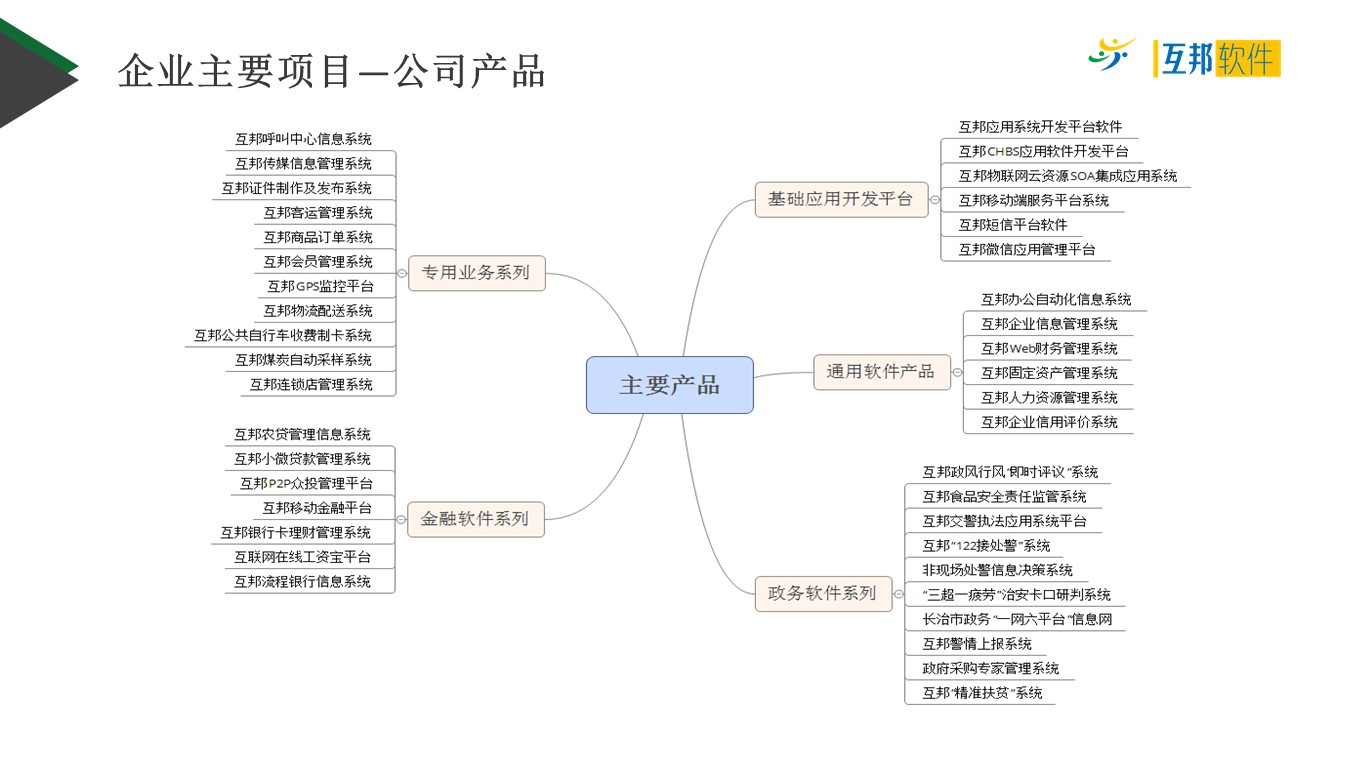 企业主要项目—公司产品
互邦软件
互邦呼叫中心信息系统
互邦传媒信息管理系统
互邦证件制作及发布系统
互邦客运管理系统
互邦商品订单系统
互邦会员管理系统
互邦GPS监控平台
互邦物流配送系统
互邦公共自行车收费制卡系统
互邦煤炭自动采样系统
互邦连锁店管理系统
专用业务系列
互邦农贷管理信息系统
互邦小微贷款管理系统
互邦P2P众投管理平台
互邦移动金融平台
互邦银行卡理财管理系统
互联网在线工资宝平台
互邦流程银行信息系统
金融软件系列
主要产品
基础应用开发平台
互邦应用系统开发平台软件
互邦CHBS应用软件开发平台
互邦物联网云资源SOA集成应用系统
互邦移动端服务平台系统
互邦短信平台软件
互邦微信应用管理平台
通用软件产品
互邦办公自动化信息系统
互邦企业信息管理系统
互邦Web财务管理系统
互邦固定资产管理系统
互邦人力资源管理系统
互邦企业信用评价系统
政务软件系列
互邦政风行风“即时评议”系统
互邦食品安全责任监管系统
互邦交警执法应用系统平台
互邦“122接处警”系统
非现场处警信息决策系统
“三超一疲劳”治安卡口研判系统
长治市政务“一网六平台”信息网
互邦警情上报系统
政府采购专家管理系统
互邦“精准扶贫”系统